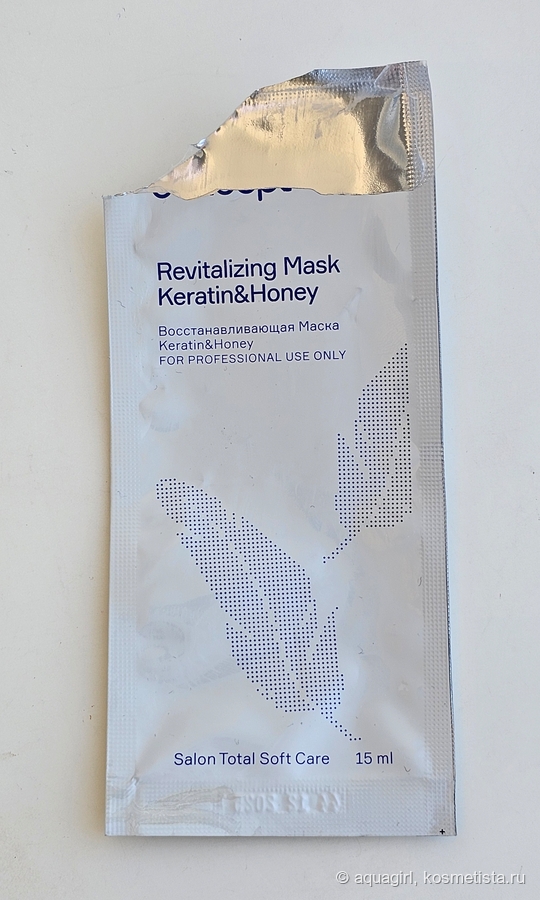 Revitalizing Mask
Keratin&Honey
Восстанавливающая Маска
Keratin&Honey
FOR PROFESSIONAL USE ONLY
Salon Total Soft Care 15 ml
© aquagirl, kosmetista.ru